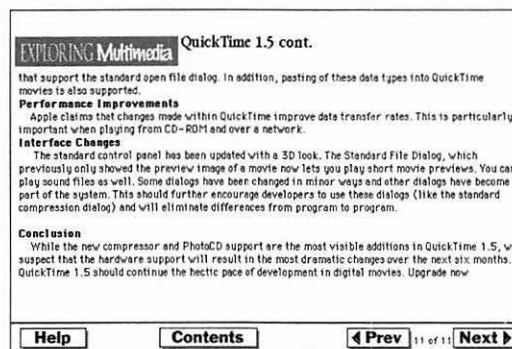 EXPLORING Multimedia QuickTime 1.5 cont.
that support the standard open file dialog. In addition, pasting of these data types into QuickTime
movies is also supported.
Performance Improvements
Apple claims that changes made within QuickTime improve data transfer rates. This is particularly
important when playing from CD-ROM and over a network.
Interface Changes
The standard control panel has been updated with a 3D look. The Standard File Dialog, which
previously only showed the preview image of a movie now lets you play short movie previews. You can
play sound files as well. Some dialogs have been changed in minor ways and other dialogs have become
part of the system. This should further encourage developers to use these dialogs (like the standard
compression dialog) and will eliminate differences from program to program.
Conclusion
While the new compressor and PhotoCD support are the most visible additions in QuickTime 1.5, w
suspect that the hardware support will result in the most dramatic changes over the next six months.
QuickTime 1.5 should continue the hectic pace of development in digital movies. Upgrade now
Help Contents Prev 11 of 11 Next